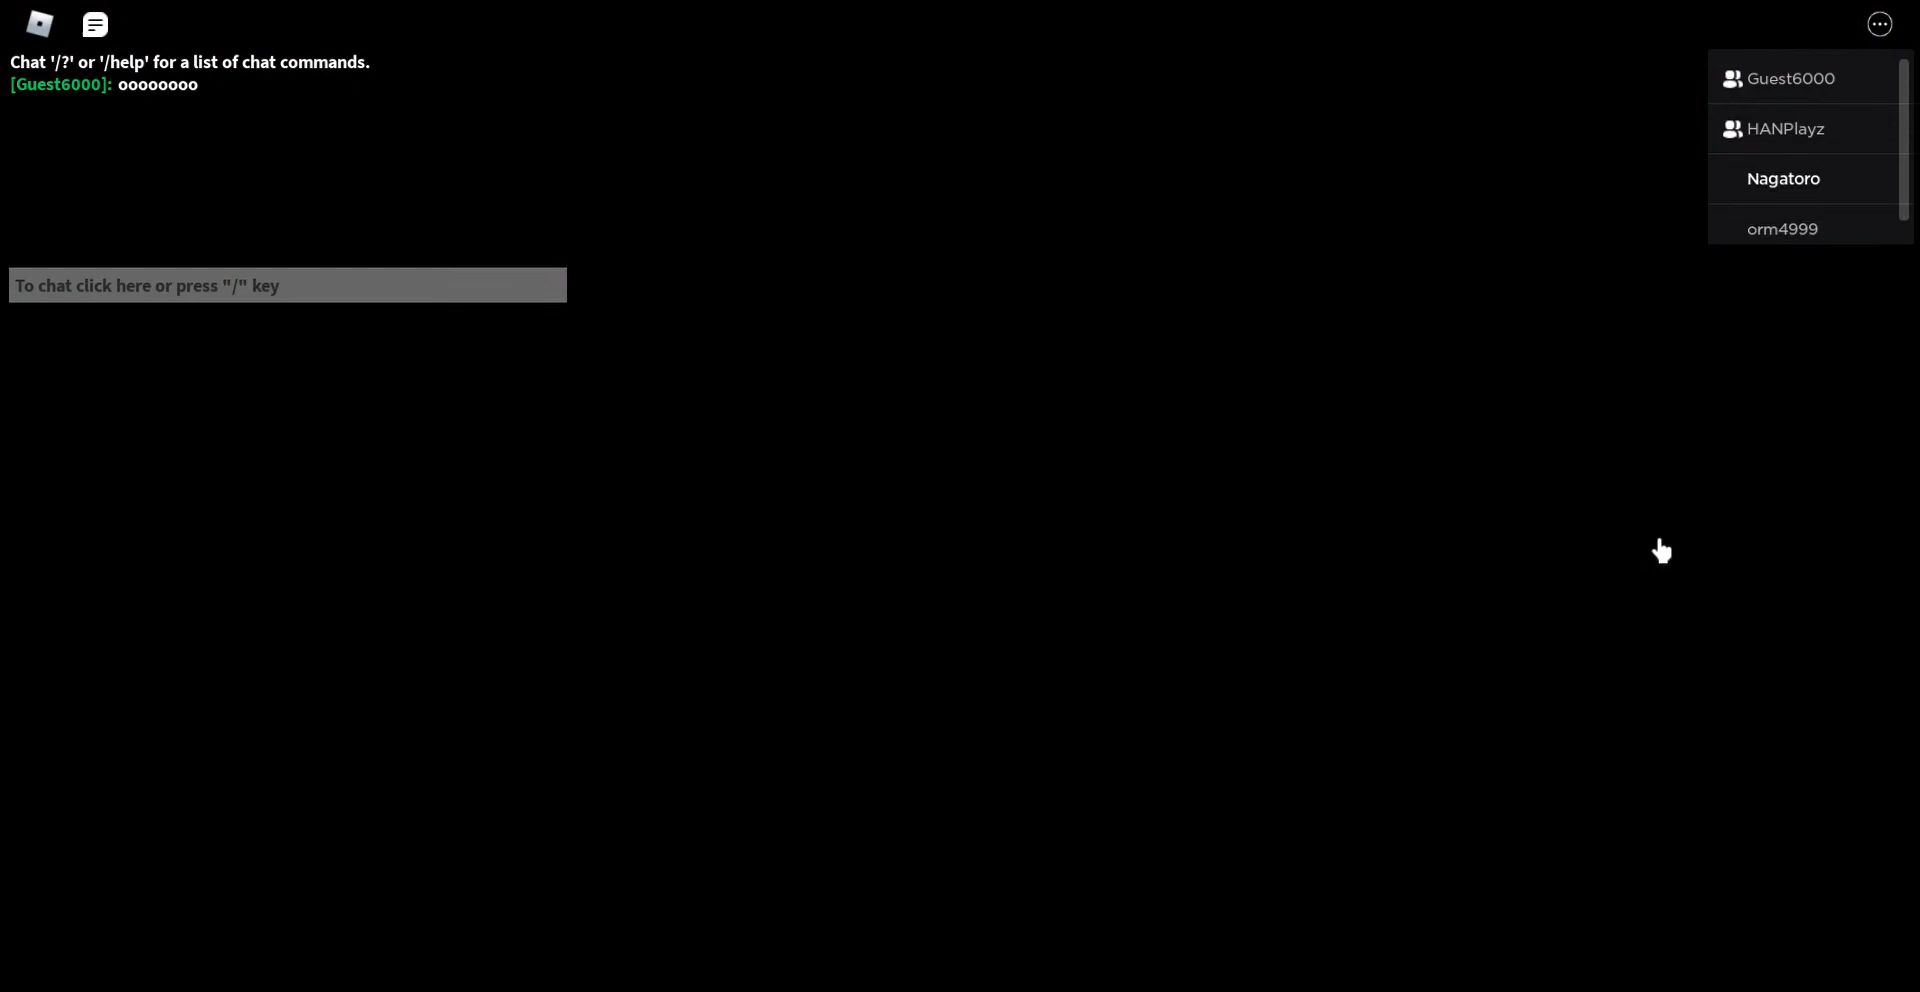 Chat '/?' or '/help' for a list of chat commands.
[Guest6000]: oooooooo
To chat click here or press "/" key
Guest6000
HANPlayz
Nagatoro
orm4999